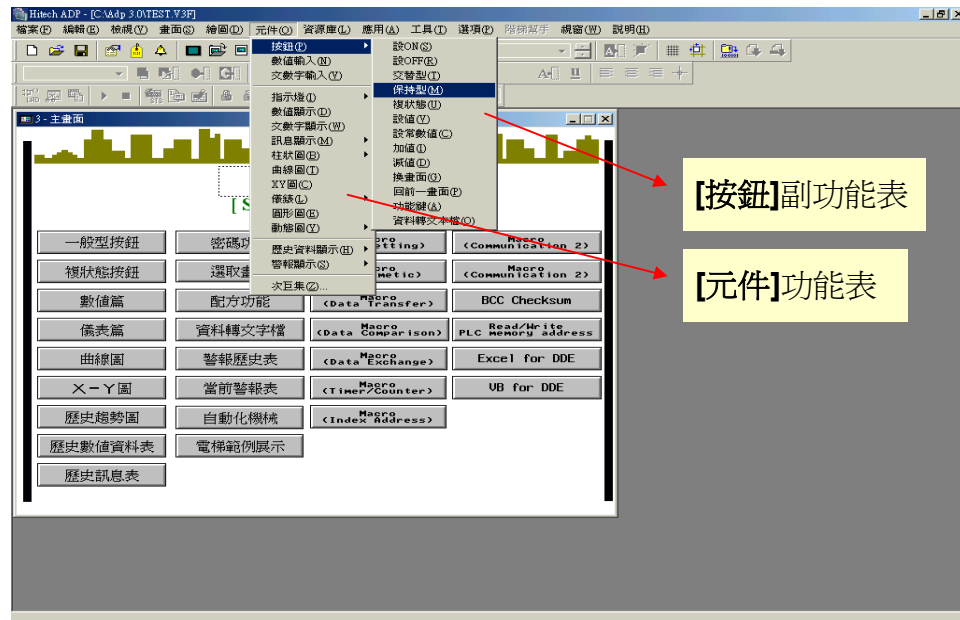 Hitech ADP - [C:\Adp 3.0\TEST.V3F]
檔案(F) 編輯(E) 檢視(V) 畫面(S) 繪圖(D) 元件(O) 資源庫(L) 應用(A) 工具(T) 選項(P) 階梯算手 視窗(W) 說明(H)
按鈕(P)
數值輸入(N)
文數字輸入(Y)
指示燈(I)
數值顯示(D)
文數字顯示(W)
訊息顯示(M)
柱狀圖(B)
曲線圖(T)
XY圖(C)
儀錶(L)
圓形圖(E)
動態圖(Y)
歷史資料顯示(H)
警報顯示(S)
次巨集(Z)...
設ON(S)
設OFF(R)
交替型(T)
保持型(M)
複狀態(U)
設值(V)
設常數值(C)
加值(I)
減值(D)
換畫面(G)
回前一畫面(P)
功能鍵(A)
資料轉文本檔(O)
3 - 主畫面
[按鈕]副功能表
[元件]功能表
一般型按鈕
Macro
(Communication 2)
複狀態按鈕
Macro
(Communication 2)
數值篇 配方功能
Macro
(Data Transfer)
BCC Checksum
儀表篇 資料轉文字檔
Macro
(Data Comparison)
Read/Write
PLC memory address
曲線圖 警報歷史表
Macro
(Data Exchange)
Excel for DDE
X-Y圖 當前警報表
Macro
(Timer/Counter)
VB for DDE
歷史趨勢圖 自動化機械
Macro
(Index Address)
歷史數值資料表 電梯範例展示
歷史訊息表